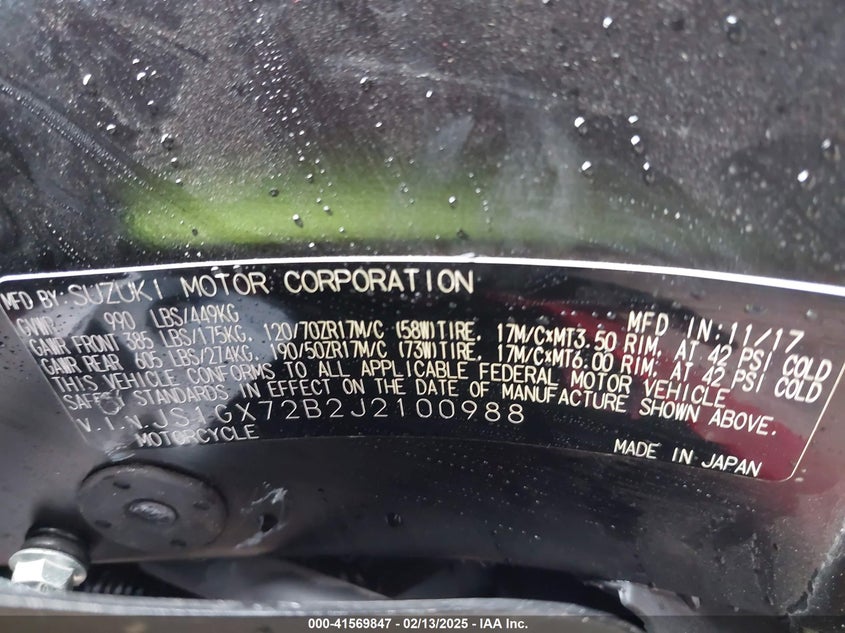 MFD BY: SUZUKI MOTOR CORPORATION MFD IN: 11/17
GVWR 990 LBS/449KG
GAWR FRONT 385 LBS/175KG, 120/70ZR17M/C (58W)TIRE, 17M/C×MT3.50 RIM, AT 42 PSI COLD
GAWR REAR 605 LBS/274KG, 190/50ZR17M/C (73W)TIRE, 17M/C×MT6.00 RIM, AT 42 PSI COLD
THIS VEHICLE CONFORMS TO ALL APPLICABLE FEDERAL MOTOR VEHICLE
SAFETY STANDARDS IN EFFECT ON THE DATE OF MANUFACTURE SHOWN ABOVE.
V.I.N. JS1GX72B2J2100988
MOTORCYCLE MADE IN JAPAN
000-41569847 - 02/13/2025 - IAA Inc.